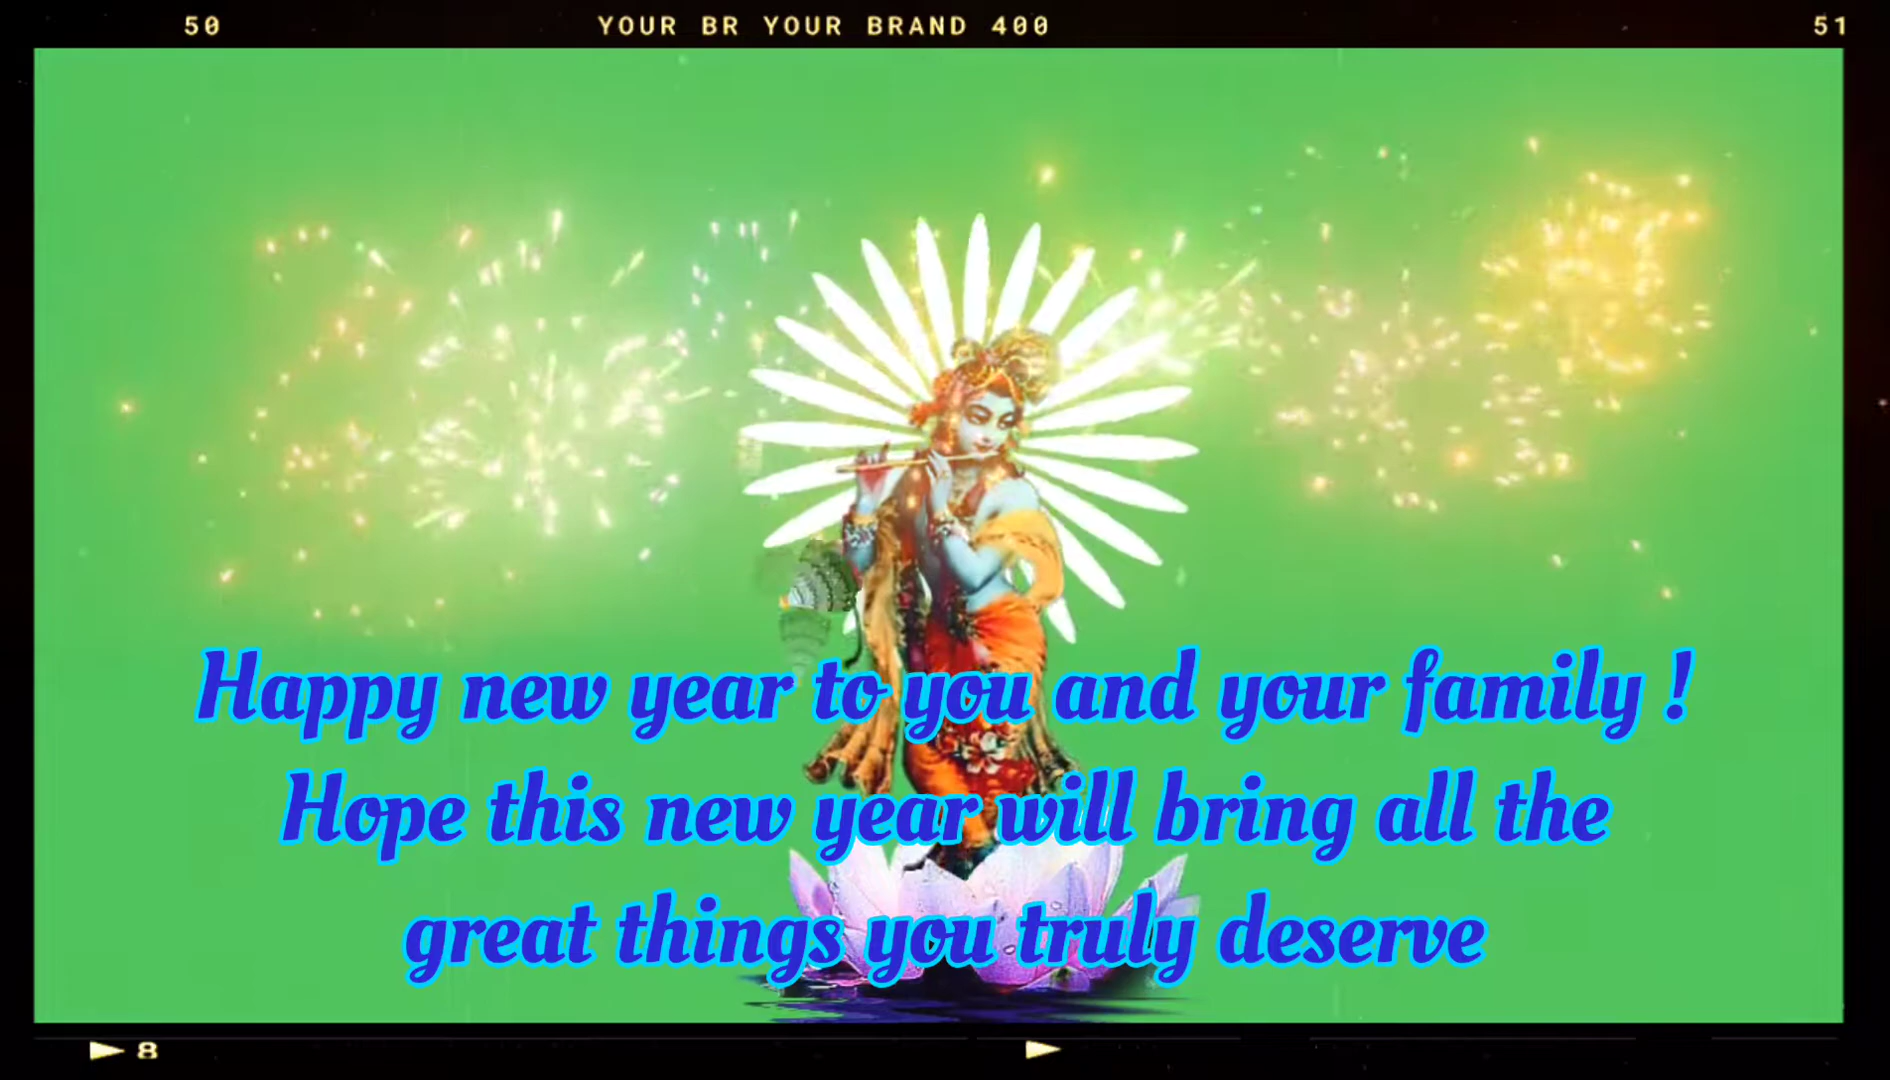 50 YOUR BR YOUR BRAND 400 51
Happy new year to you and your family !
Hope this new year will bring all the
great things you truly deserve
8